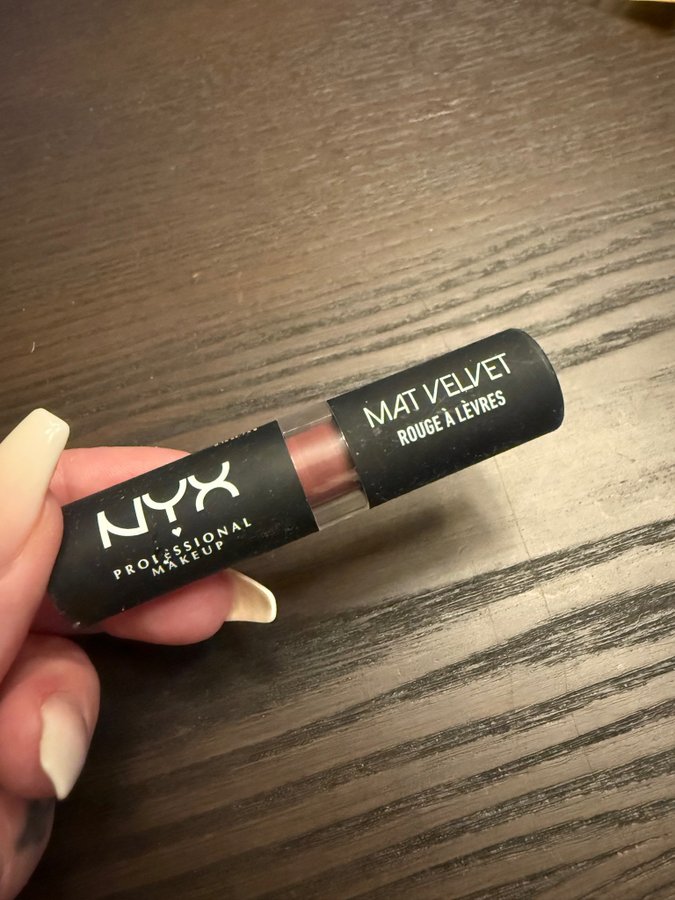 NYX
PROFESSIONAL
MAKEUP
MAT VELVET
ROUGE À LÈVRES